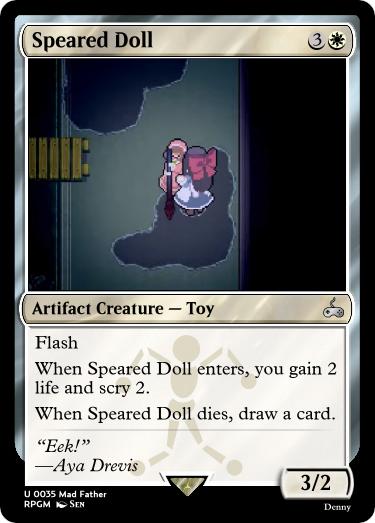 Speared Doll 3
Artifact Creature — Toy
Flash
When Speared Doll enters, you gain 2
life and scry 2.
When Speared Doll dies, draw a card.
“Eek!”
—Aya Drevis
3/2
U 0035 Mad Father
RPGM Sen
Denny